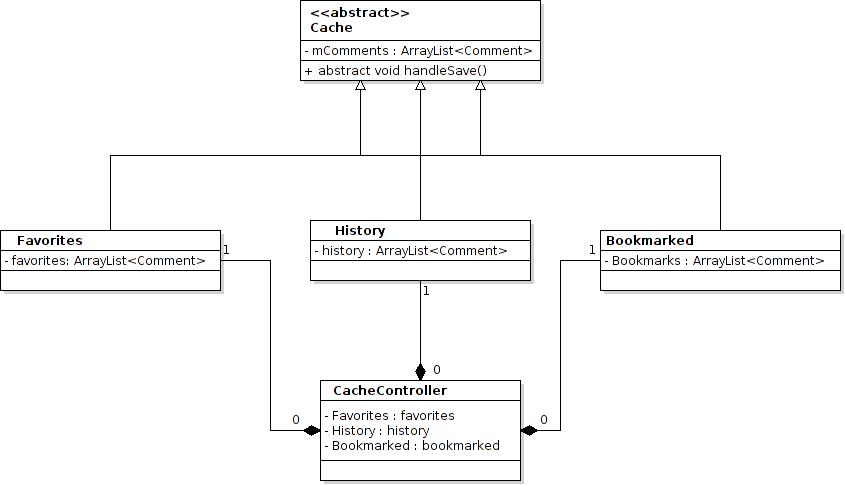 <<abstract>>
Cache
- mComments : ArrayList<Comment>
+ abstract void handleSave()
Favorites
- favorites: ArrayList<Comment>
1
History
- history : ArrayList<Comment>
1
Bookmarked
- Bookmarks : ArrayList<Comment>
1
0
0
0
CacheController
- Favorites : favorites
- History : history
- Bookmarked : bookmarked